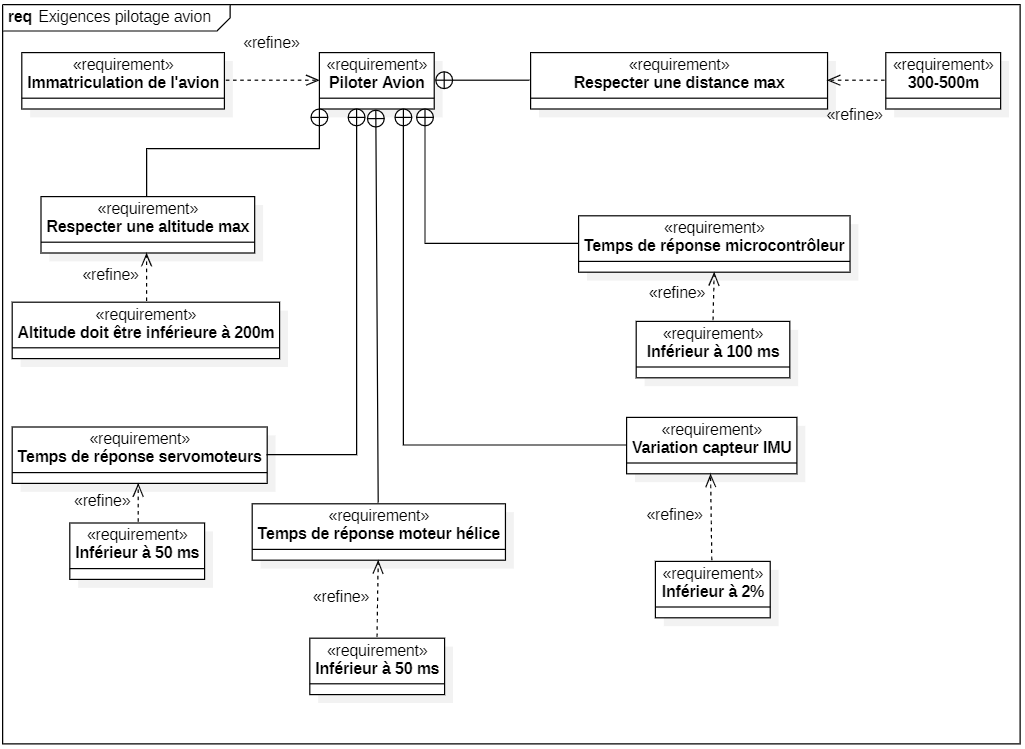 req Exigences pilotage avion
«refine»
«requirement»
Immatriculation de l'avion
«requirement»
Piloter Avion
«requirement»
Respecter une distance max
«requirement»
300-500m
«refine»
«requirement»
Respecter une altitude max
«refine»
«requirement»
Altitude doit être inférieure à 200m
«requirement»
Temps de réponse microcontrôleur
«refine»
«requirement»
Inférieur à 100 ms
«requirement»
Temps de réponse servomoteurs
«refine»
«requirement»
Inférieur à 50 ms
«requirement»
Temps de réponse moteur hélice
«refine»
«requirement»
Inférieur à 50 ms
«requirement»
Variation capteur IMU
«refine»
«requirement»
Inférieur à 2%